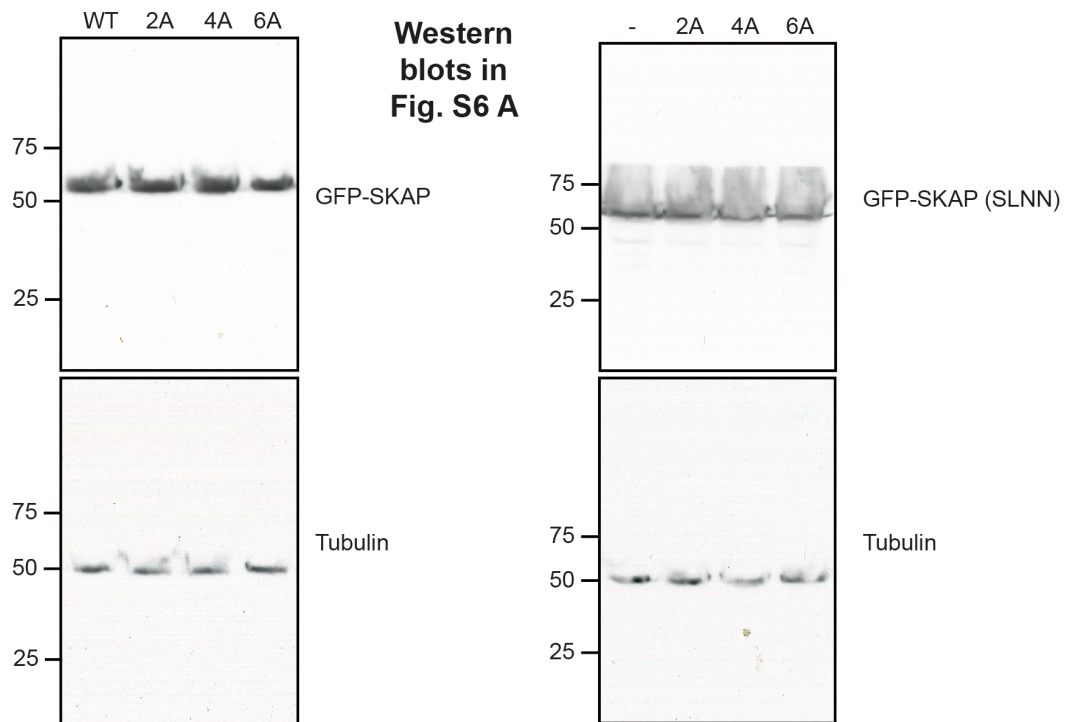 WT 2A 4A 6A
Western
blots in
Fig. S6 A
- 2A 4A 6A
75
50
25
GFP-SKAP
75
50
25
GFP-SKAP (SLNN)
75
50
25
Tubulin
75
50
25
Tubulin